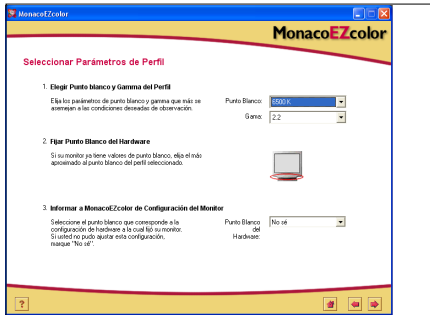 MonacoEZcolor
MonacoEZcolor
Seleccionar Parámetros de Perfil
1. Elegir Punto blanco y Gamma del Perfil
Elija los parámetros de punto blanco y gamma que más se
asemejan a las condiciones deseadas de observación.
Punto Blanco: 6500 K
Gama: 2.2
2. Fijar Punto Blanco del Hardware
Si su monitor ya tiene valores de punto blanco, elija el más
aproximado al punto blanco del perfil seleccionado.
3. Informar a MonacoEZcolor de Configuración del Monitor
Seleccione el punto blanco que corresponde a la
configuración de hardware a la cual fijó su monitor.
Si usted no pudo ajustar esta configuración,
marque "No sé".
Punto Blanco No sé
del
Hardware:
?